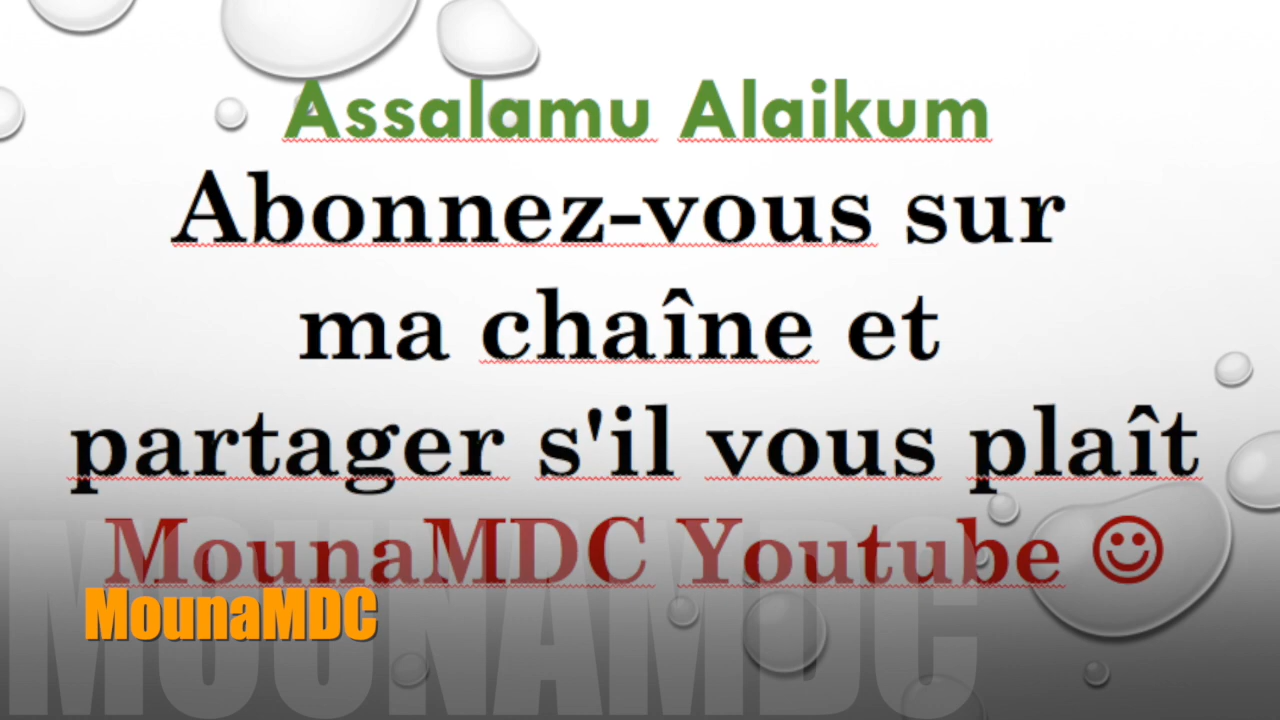 Assalamu Alaikum
Abonnez-vous sur
ma chaîne et
partager s'il vous plaît
MounaMDC Youtube ☺
MounaMDC
MOUNAMDC